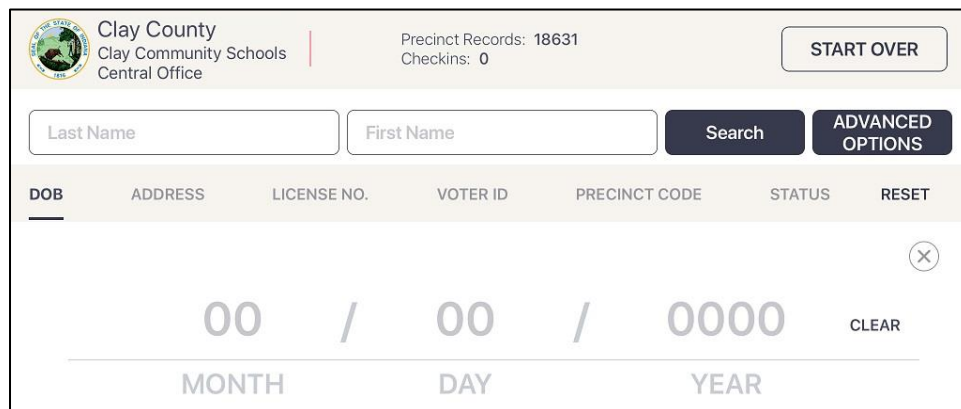 Clay County
Clay Community Schools
Central Office
Precinct Records: 18631
Checkins: 0
START OVER
Last Name
First Name
Search
ADVANCED
OPTIONS
DOB ADDRESS LICENSE NO. VOTER ID PRECINCT CODE STATUS RESET
00 / 00 / 0000 CLEAR
MONTH DAY YEAR